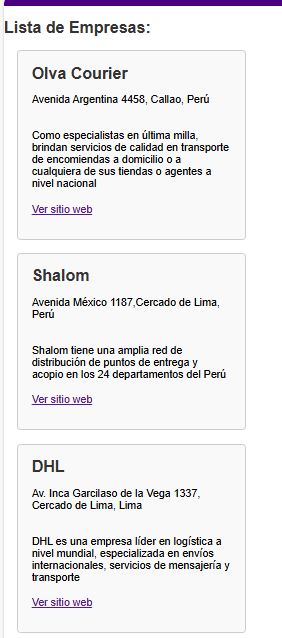 Lista de Empresas:
Olva Courier
Avenida Argentina 4458, Callao, Perú
Como especialistas en última milla,
brindan servicios de calidad en transporte
de encomiendas a domicilio o a
cualquiera de sus tiendas o agentes a
nivel nacional
Ver sitio web
Shalom
Avenida México 1187,Cercado de Lima,
Perú
Shalom tiene una amplia red de
distribución de puntos de entrega y
acopio en los 24 departamentos del Perú
Ver sitio web
DHL
Av. Inca Garcilaso de la Vega 1337,
Cercado de Lima, Lima
DHL es una empresa líder en logística a
nivel mundial, especializada en envíos
internacionales, servicios de mensajería y
transporte
Ver sitio web